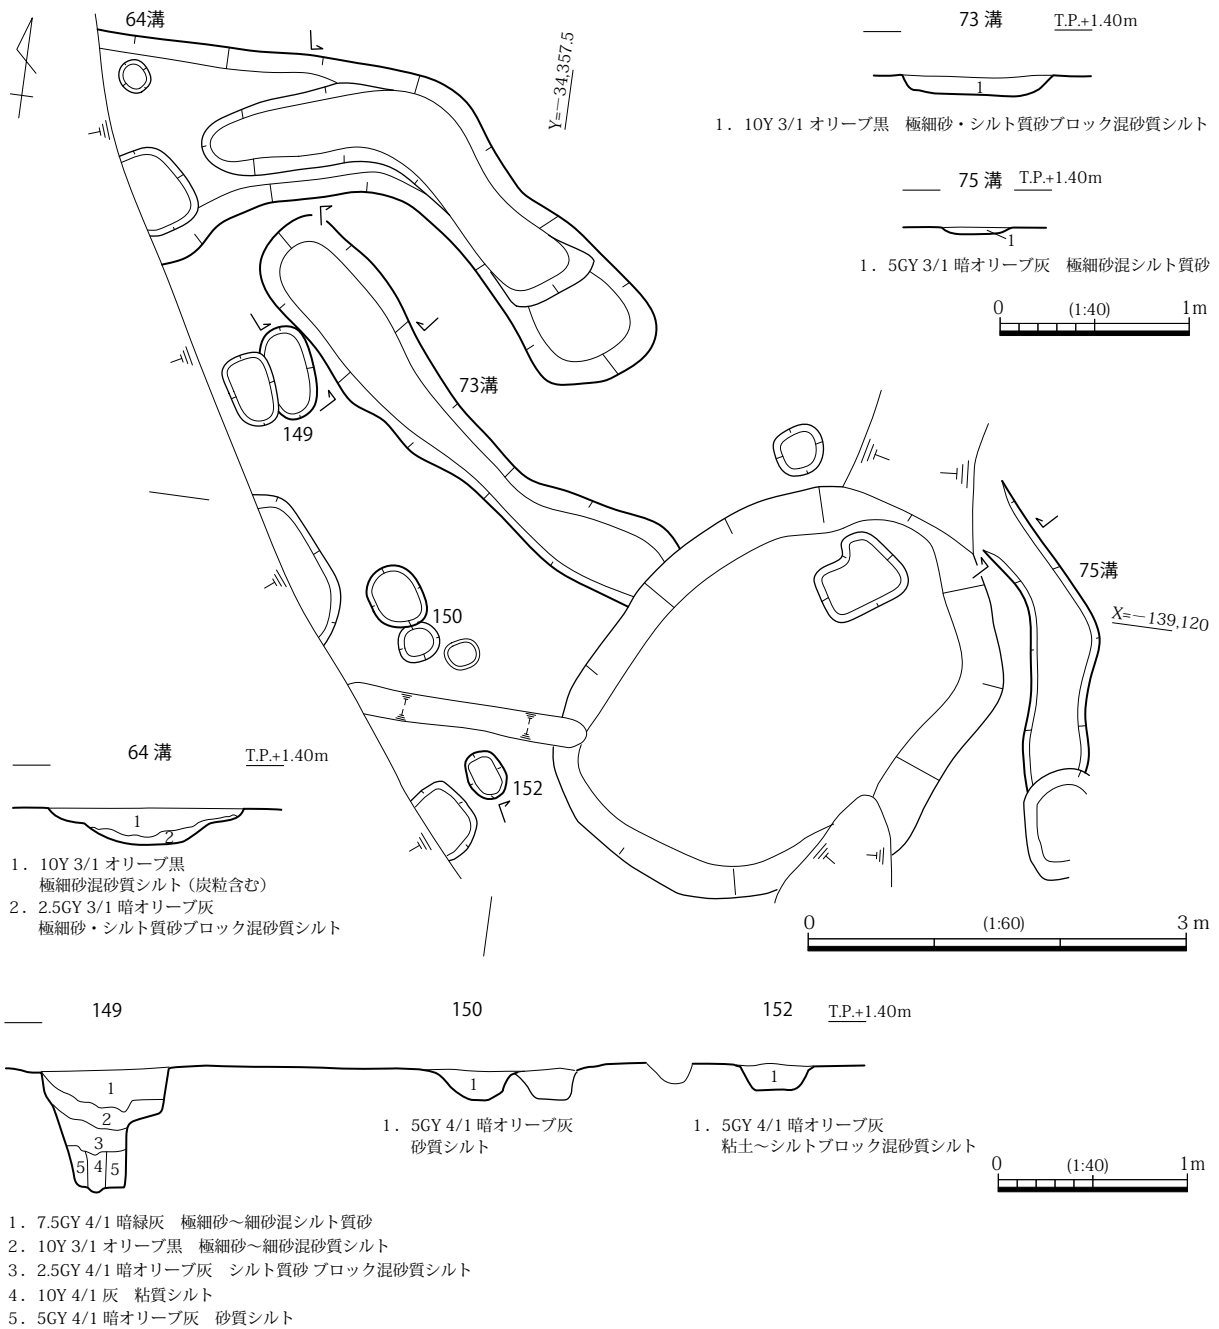 64溝
Y=－34,357.5
73 溝 T.P.+1.40m
1
1．10Y 3/1 オリーブ黒　極細砂・シルト質砂ブロック混砂質シルト
75 溝 T.P.+1.40m
1
1．5GY 3/1 暗オリーブ灰　極細砂混シルト質砂
0 (1:40) 1m
73溝
149
150
75溝
X=－139,120
152
64 溝 T.P.+1.40m
1
2
1．10Y 3/1 オリーブ黒
極細砂混砂質シルト（炭粒含む）
2．2.5GY 3/1 暗オリーブ灰
極細砂・シルト質砂ブロック混砂質シルト
0 (1:60) 3 m
149 150 152 T.P.+1.40m
1
2
3
5 4 5
1
1
1．5GY 4/1 暗オリーブ灰
砂質シルト
1．5GY 4/1 暗オリーブ灰
粘土～シルトブロック混砂質シルト
0 (1:40) 1m
1．7.5GY 4/1 暗緑灰　極細砂～細砂混シルト質砂
2．10Y 3/1 オリーブ黒　極細砂～細砂混砂質シルト
3．2.5GY 4/1 暗オリーブ灰　シルト質砂 ブロック混砂質シルト
4．10Y 4/1 灰　粘質シルト
5．5GY 4/1 暗オリーブ灰　砂質シルト